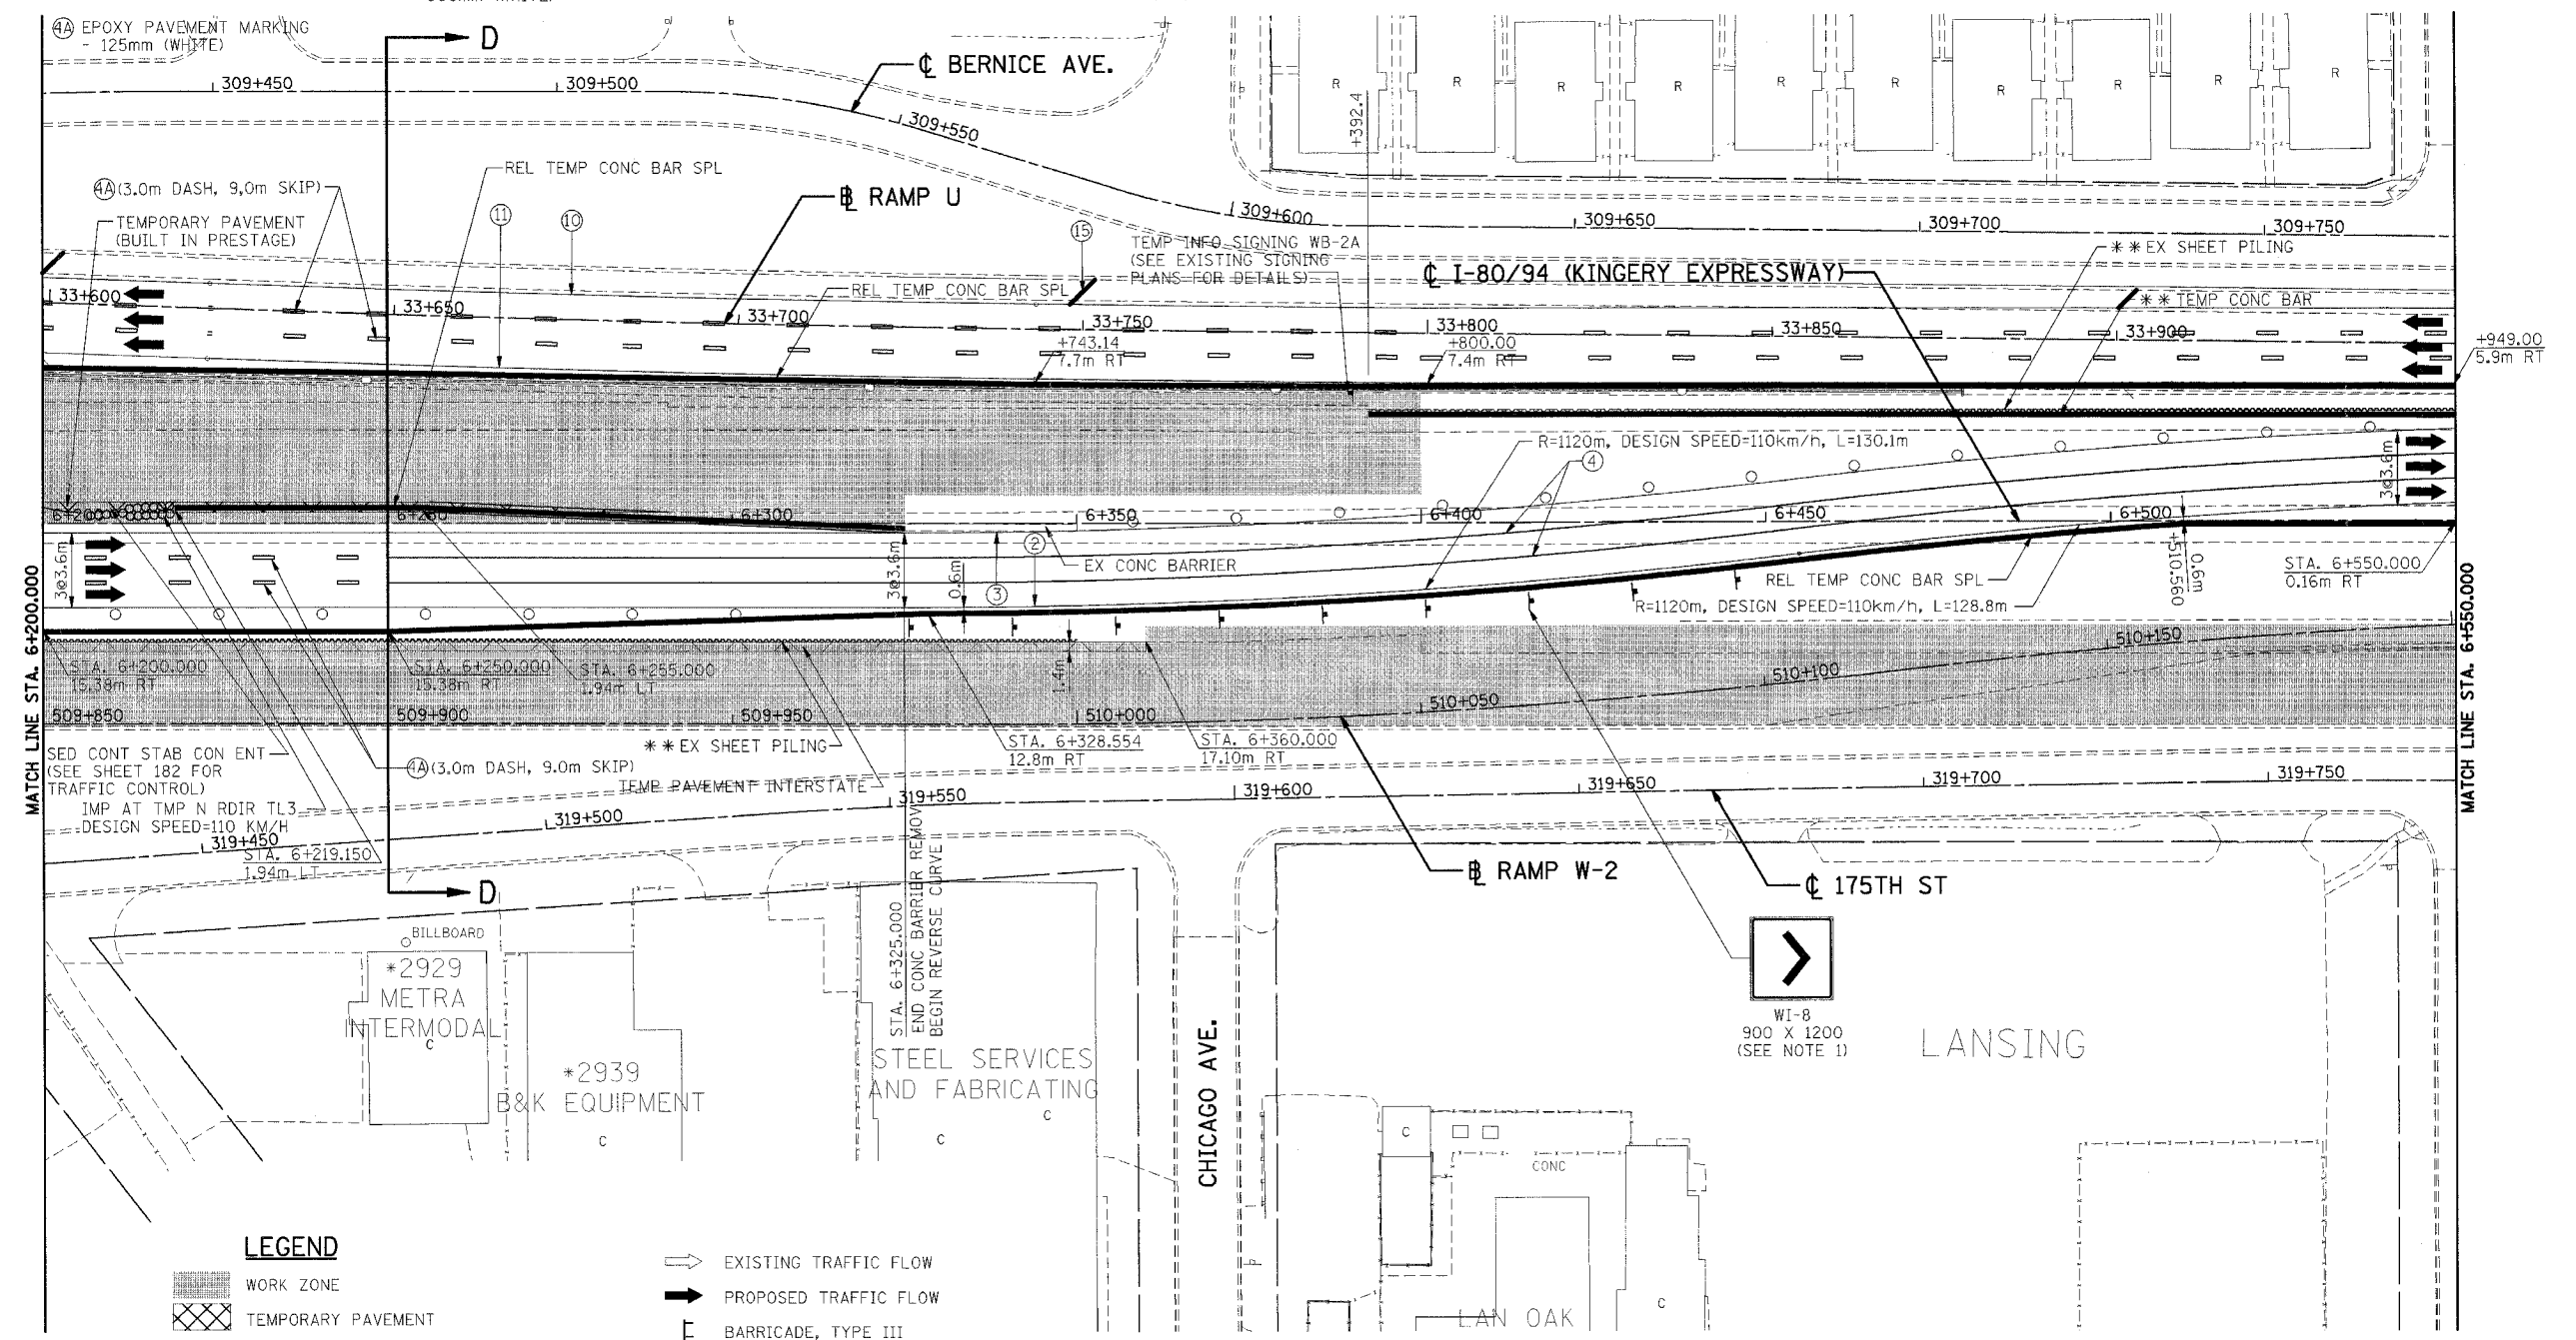 4A EPOXY PAVEMENT MARKING
- 125mm (WHITE)
D
℄ BERNICE AVE.
309+450
309+500
309+550
309+600
309+650
309+700
309+750
R
R
R
R
R
R
R
R
R
+392.4
REL TEMP CONC BAR SPL
4A (3.0m DASH, 9.0m SKIP)
TEMPORARY PAVEMENT
(BUILT IN PRESTAGE)
11
10
15
BL RAMP U
TEMP INFO SIGNING WB-2A
(SEE EXISTING SIGNING
PLANS FOR DETAILS)
℄ I-80/94 (KINGERY EXPRESSWAY)
* * EX SHEET PILING
* * TEMP CONC BAR
REL TEMP CONC BAR SPL
33+600
33+650
33+700
33+750
33+800
33+850
33+900
+743.14
7.7m RT
+800.00
7.4m RT
+949.00
5.9m RT
R=1120m, DESIGN SPEED=110km/h, L=130.1m
4
3@3.6m
6+200
6+250
6+300
6+350
6+400
6+450
6+500
3@3.6m
3@3.6m
0.6m
2
3
EX CONC BARRIER
REL TEMP CONC BAR SPL
R=1120m, DESIGN SPEED=110km/h, L=128.8m
+510.560
0.6m
STA. 6+550.000
0.16m RT
MATCH LINE STA. 6+200.000
MATCH LINE STA. 6+550.000
STA. 6+200.000
15.38m RT
STA. 6+250.000
15.38m RT
STA. 6+255.000
1.94m LT
1.4m
509+850
509+900
509+950
510+000
510+050
510+100
510+150
SED CONT STAB CON ENT
(SEE SHEET 182 FOR
TRAFFIC CONTROL)
IMP AT TMP N RDIR TL3
DESIGN SPEED=110 KM/H
STA. 6+219.150
1.94m LT
4A (3.0m DASH, 9.0m SKIP)
* * EX SHEET PILING
TEMP PAVEMENT INTERSTATE
STA. 6+328.554
12.8m RT
STA. 6+360.000
17.10m RT
319+450
319+500
319+550
319+600
319+650
319+700
319+750
D
STA. 6+325.000
END CONC BARRIER REMOV
BEGIN REVERSE CURVE
BL RAMP W-2
℄ 175TH ST
WI-8
900 X 1200
(SEE NOTE 1)
BILLBOARD
*2929
METRA
INTERMODAL
C
*2939
B&K EQUIPMENT
C
STEEL SERVICES
AND FABRICATING
C
C
CHICAGO AVE.
LANSING
C
CONC
C
LAN OAK
LEGEND
WORK ZONE
TEMPORARY PAVEMENT
EXISTING TRAFFIC FLOW
PROPOSED TRAFFIC FLOW
BARRICADE, TYPE III